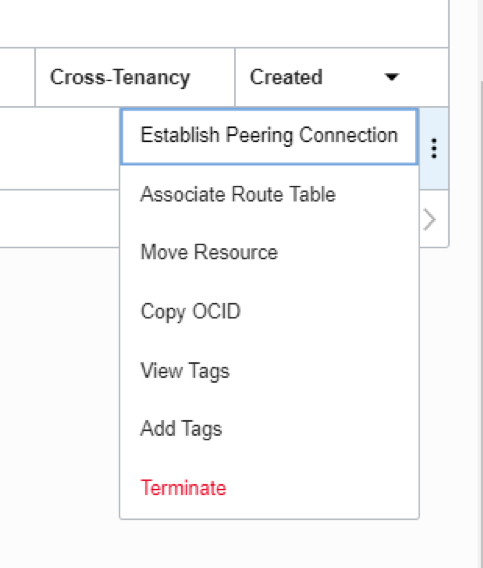 Cross-Tenancy Created
Establish Peering Connection
Associate Route Table
Move Resource
Copy OCID
View Tags
Add Tags
Terminate